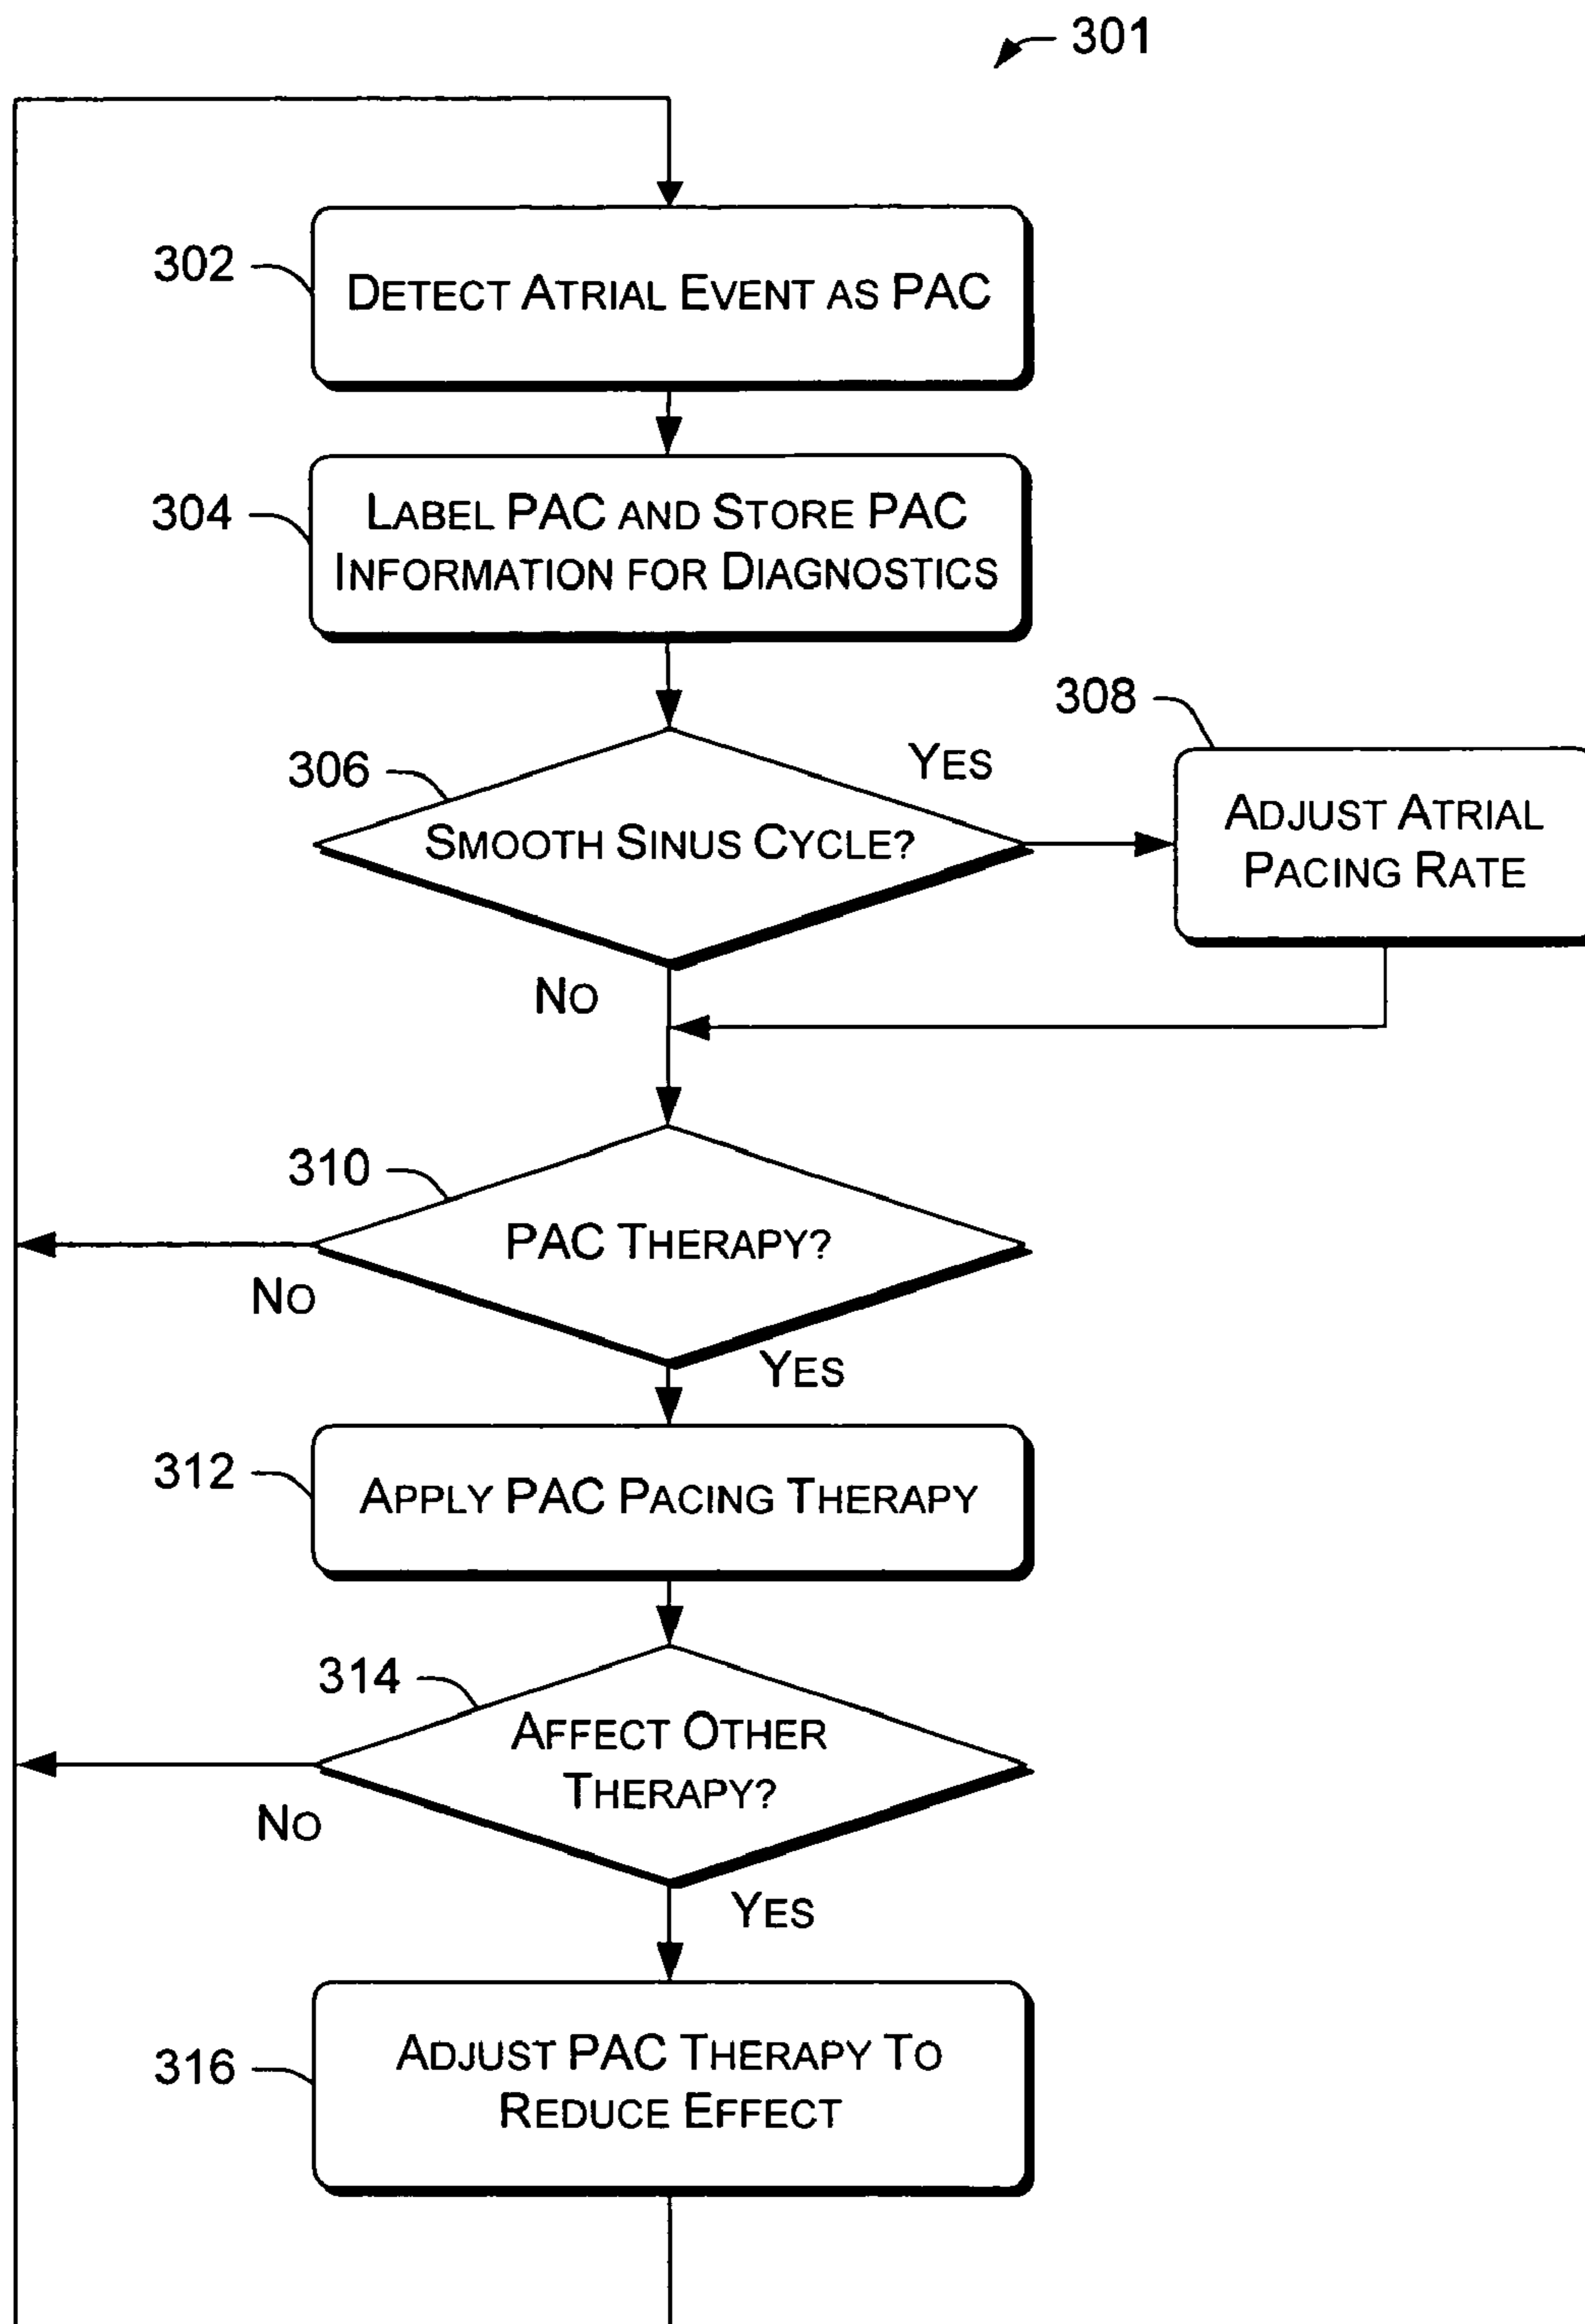 301
302
DETECT ATRIAL EVENT AS PAC
304
LABEL PAC AND STORE PAC
INFORMATION FOR DIAGNOSTICS
308
306
YES
SMOOTH SINUS CYCLE?
ADJUST ATRIAL
PACING RATE
NO
310
PAC THERAPY?
NO
YES
312
APPLY PAC PACING THERAPY
314
AFFECT OTHER
THERAPY?
NO
YES
316
ADJUST PAC THERAPY TO
REDUCE EFFECT